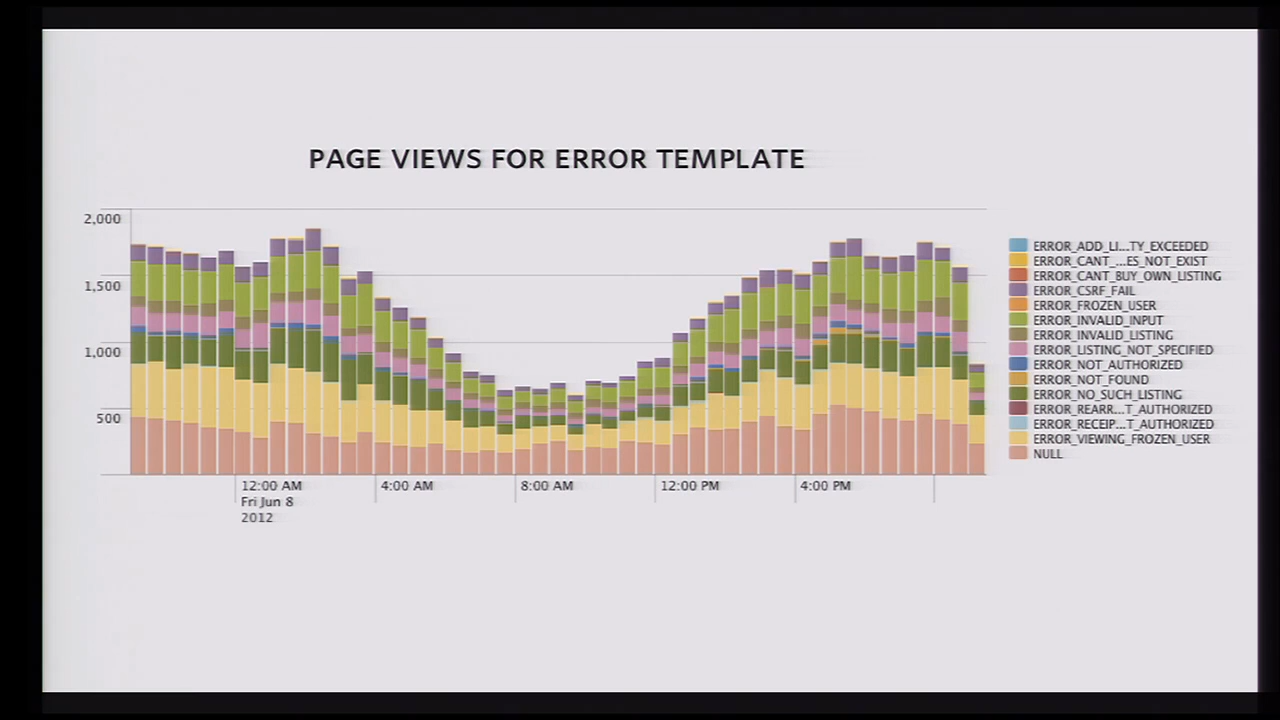 PAGE VIEWS FOR ERROR TEMPLATE
2,000
1,500
1,000
500
12:00 AM
Fri Jun 8
2012
4:00 AM
8:00 AM
12:00 PM
4:00 PM
ERROR_ADD_LI...TY_EXCEEDED
ERROR_CANT_...ES_NOT_EXIST
ERROR_CANT_BUY_OWN_LISTING
ERROR_CSRF_FAIL
ERROR_FROZEN_USER
ERROR_INVALID_INPUT
ERROR_INVALID_LISTING
ERROR_LISTING_NOT_SPECIFIED
ERROR_NOT_AUTHORIZED
ERROR_NOT_FOUND
ERROR_NO_SUCH_LISTING
ERROR_REARR...T_AUTHORIZED
ERROR_RECEIP...T_AUTHORIZED
ERROR_VIEWING_FROZEN_USER
NULL